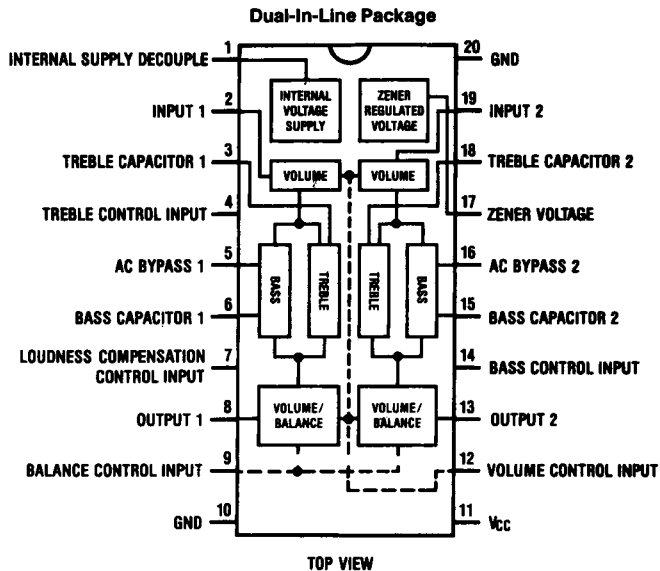 Dual-In-Line Package
INTERNAL SUPPLY DECOUPLE 1
INPUT 1 2
TREBLE CAPACITOR 1 3
TREBLE CONTROL INPUT 4
AC BYPASS 1 5
BASS CAPACITOR 1 6
LOUDNESS COMPENSATION
CONTROL INPUT 7
OUTPUT 1 8
BALANCE CONTROL INPUT 9
GND 10
INTERNAL
VOLTAGE
SUPPLY
ZENER
REGULATED
VOLTAGE
VOLUME
VOLUME
BASS
TREBLE
TREBLE
BASS
VOLUME/
BALANCE
VOLUME/
BALANCE
20 GND
19 INPUT 2
18 TREBLE CAPACITOR 2
17 ZENER VOLTAGE
16 AC BYPASS 2
15 BASS CAPACITOR 2
14 BASS CONTROL INPUT
13 OUTPUT 2
12 VOLUME CONTROL INPUT
11 VCC
TOP VIEW